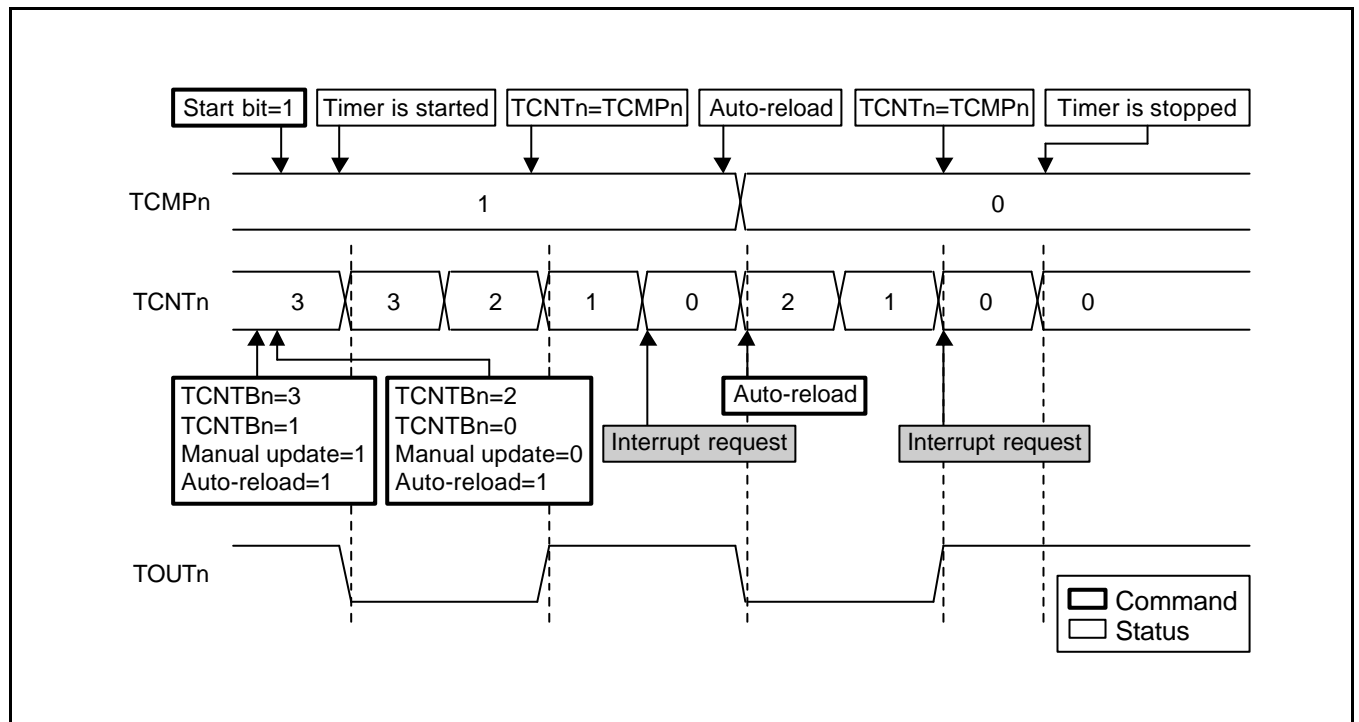 Start bit=1
Timer is started
TCNTn=TCMPn
Auto-reload
TCNTn=TCMPn
Timer is stopped
TCMPn
1
0
TCNTn
3
3
2
1
0
2
1
0
0
TCNTBn=3
TCNTBn=1
Manual update=1
Auto-reload=1
TCNTBn=2
TCNTBn=0
Manual update=0
Auto-reload=1
Interrupt request
Auto-reload
Interrupt request
TOUTn
Command
Status